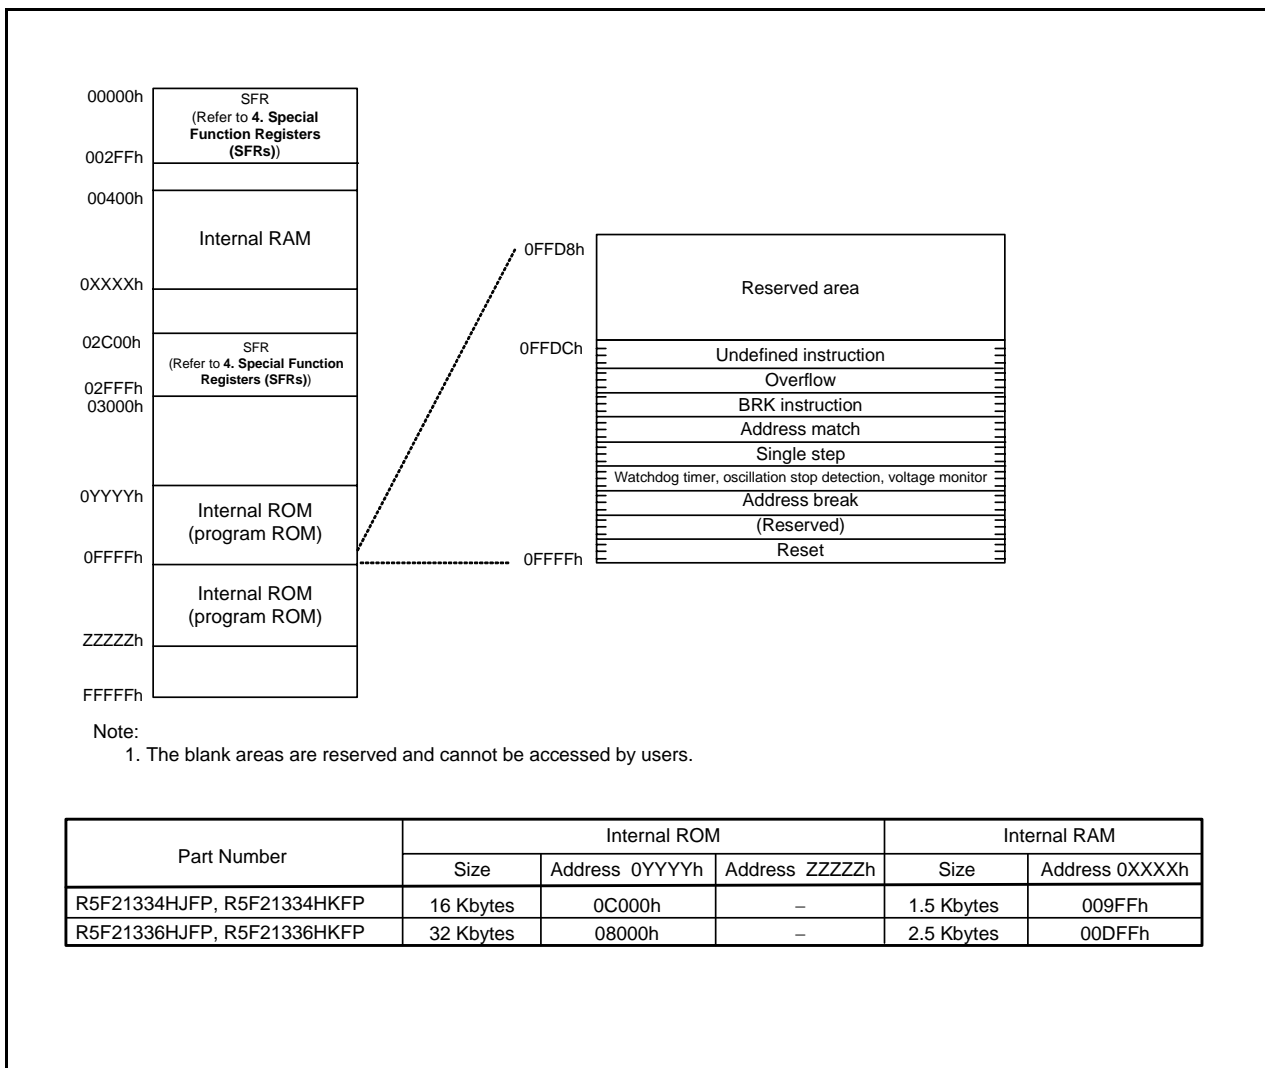 00000h
SFR
(Refer to 4. Special
Function Registers
(SFRs))
002FFh
00400h
Internal RAM
0XXXXh
02C00h
SFR
(Refer to 4. Special Function
Registers (SFRs))
02FFFh
03000h
0YYYYh
Internal ROM
(program ROM)
0FFFFh
Internal ROM
(program ROM)
ZZZZZh
FFFFFh
0FFD8h
Reserved area
0FFDCh
Undefined instruction
Overflow
BRK instruction
Address match
Single step
Watchdog timer, oscillation stop detection, voltage monitor
Address break
(Reserved)
Reset
0FFFFh
Note:
1. The blank areas are reserved and cannot be accessed by users.
Part Number Internal ROM Internal RAM
Size Address 0YYYYh Address ZZZZZh Size Address 0XXXXh
R5F21334HJFP, R5F21334HKFP 16 Kbytes 0C000h – 1.5 Kbytes 009FFh
R5F21336HJFP, R5F21336HKFP 32 Kbytes 08000h – 2.5 Kbytes 00DFFh